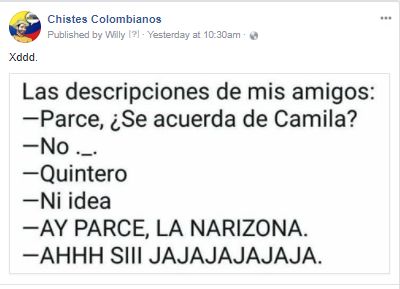 Chistes Colombianos
Published by Willy [?] · Yesterday at 10:30am ·
Xddd.
Las descripciones de mis amigos:
—Parce, ¿Se acuerda de Camila?
—No ._.
—Quintero
—Ni idea
—AY PARCE, LA NARIZONA.
—AHHH SIII JAJAJAJAJAJA.